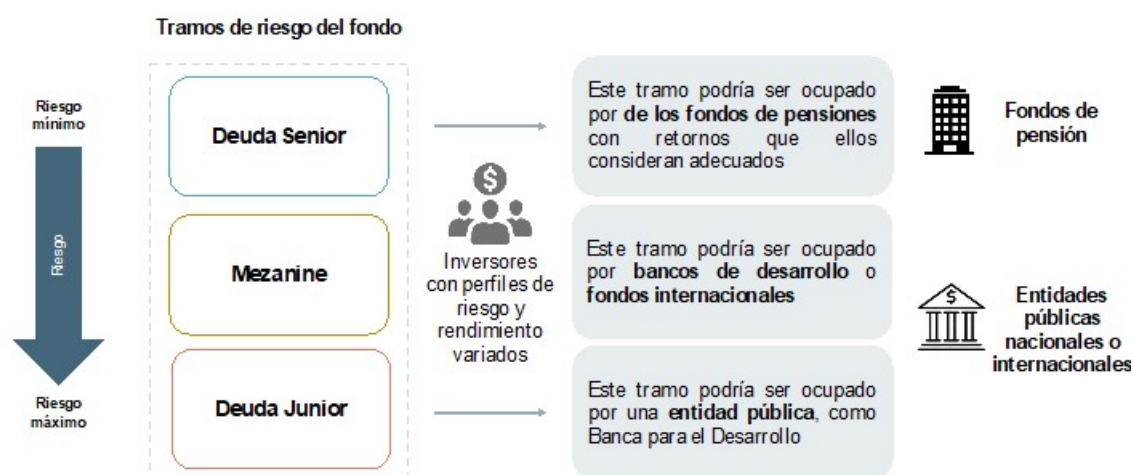 Tramos de riesgo del fondo
Riesgo
mínimo
Riesgo
Riesgo
máximo
Deuda Senior
Mezanine
Deuda Junior
$
Inversores
con perfiles de
riesgo y
rendimiento
variados
Este tramo podría ser ocupado
por de los fondos de pensiones
con retornos que ellos
consideran adecuados
Este tramo podría ser ocupado
por bancos de desarrollo o
fondos internacionales
Este tramo podría ser ocupado
por una entidad pública, como
Banca para el Desarrollo
Fondos de
pensión
$
Entidades
públicas
nacionales o
internacionales